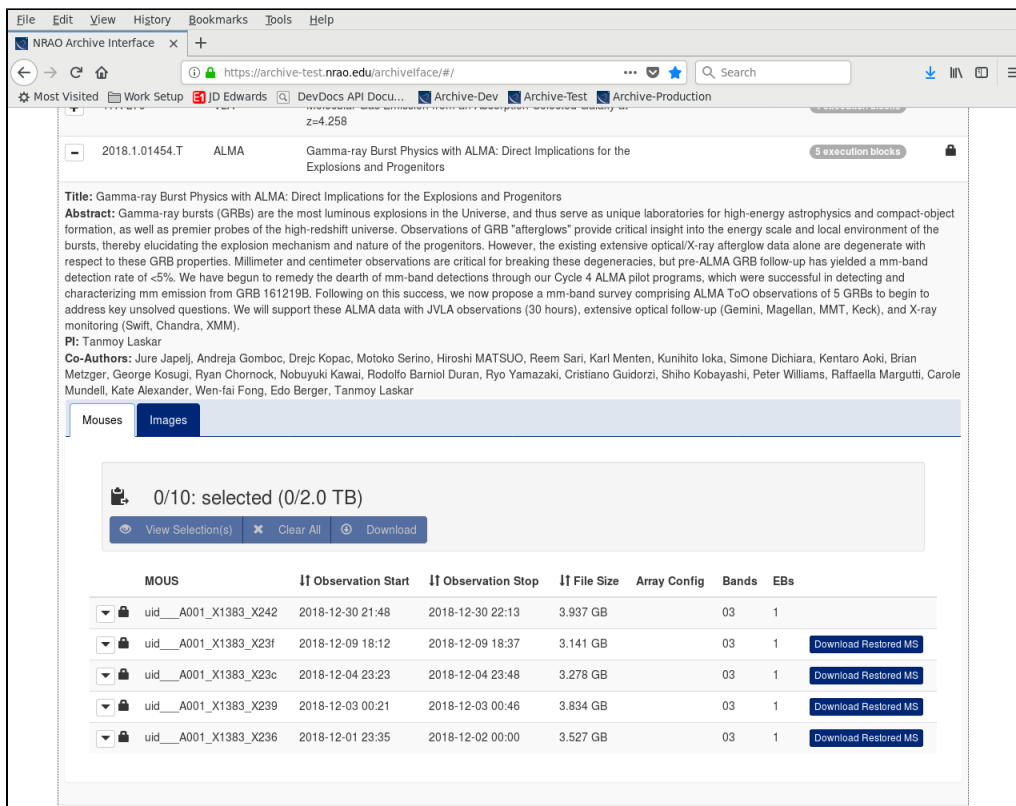 File Edit View History Bookmarks Tools Help
NRAO Archive Interface × +
https://archive-test.nrao.edu/archiveIface/#/ ... Search
Most Visited Work Setup JD Edwards DevDocs API Docu... Archive-Dev Archive-Test Archive-Production
z=4.258
2018.1.01454.T ALMA Gamma-ray Burst Physics with ALMA: Direct Implications for the 5 execution blocks
Explosions and Progenitors
Title: Gamma-ray Burst Physics with ALMA: Direct Implications for the Explosions and Progenitors
Abstract: Gamma-ray bursts (GRBs) are the most luminous explosions in the Universe, and thus serve as unique laboratories for high-energy astrophysics and compact-object
formation, as well as premier probes of the high-redshift universe. Observations of GRB "afterglows" provide critical insight into the energy scale and local environment of the
bursts, thereby elucidating the explosion mechanism and nature of the progenitors. However, the existing extensive optical/X-ray afterglow data alone are degenerate with
respect to these GRB properties. Millimeter and centimeter observations are critical for breaking these degeneracies, but pre-ALMA GRB follow-up has yielded a mm-band
detection rate of <5%. We have begun to remedy the dearth of mm-band detections through our Cycle 4 ALMA pilot programs, which were successful in detecting and
characterizing mm emission from GRB 161219B. Following on this success, we now propose a mm-band survey comprising ALMA ToO observations of 5 GRBs to begin to
address key unsolved questions. We will support these ALMA data with JVLA observations (30 hours), extensive optical follow-up (Gemini, Magellan, MMT, Keck), and X-ray
monitoring (Swift, Chandra, XMM).
PI: Tanmoy Laskar
Co-Authors: Jure Japelj, Andreja Gomboc, Drejc Kopac, Motoko Serino, Hiroshi MATSUO, Reem Sari, Karl Menten, Kunihito Ioka, Simone Dichiara, Kentaro Aoki, Brian
Metzger, George Kosugi, Ryan Chornock, Nobuyuki Kawai, Rodolfo Barniol Duran, Ryo Yamazaki, Cristiano Guidorzi, Shiho Kobayashi, Peter Williams, Raffaella Margutti, Carole
Mundell, Kate Alexander, Wen-fai Fong, Edo Berger, Tanmoy Laskar
Mouses Images
0/10: selected (0/2.0 TB)
View Selection(s) Clear All Download
MOUS Observation Start Observation Stop File Size Array Config Bands EBs
uid___A001_X1383_X242 2018-12-30 21:48 2018-12-30 22:13 3.937 GB 03 1
uid___A001_X1383_X23f 2018-12-09 18:12 2018-12-09 18:37 3.141 GB 03 1 Download Restored MS
uid___A001_X1383_X23c 2018-12-04 23:23 2018-12-04 23:48 3.278 GB 03 1 Download Restored MS
uid___A001_X1383_X239 2018-12-03 00:21 2018-12-03 00:46 3.834 GB 03 1 Download Restored MS
uid___A001_X1383_X236 2018-12-01 23:35 2018-12-02 00:00 3.527 GB 03 1 Download Restored MS